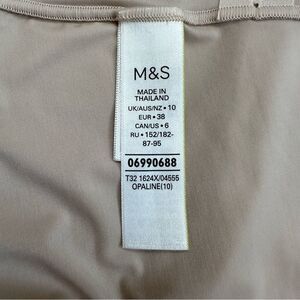 M&S
MADE IN
THAILAND
UK/AUS/NZ • 10
EUR • 38
CAN/US • 6
RU • 152/182-
87-95
06990688
T32 1624X/04555
OPALINE(10)